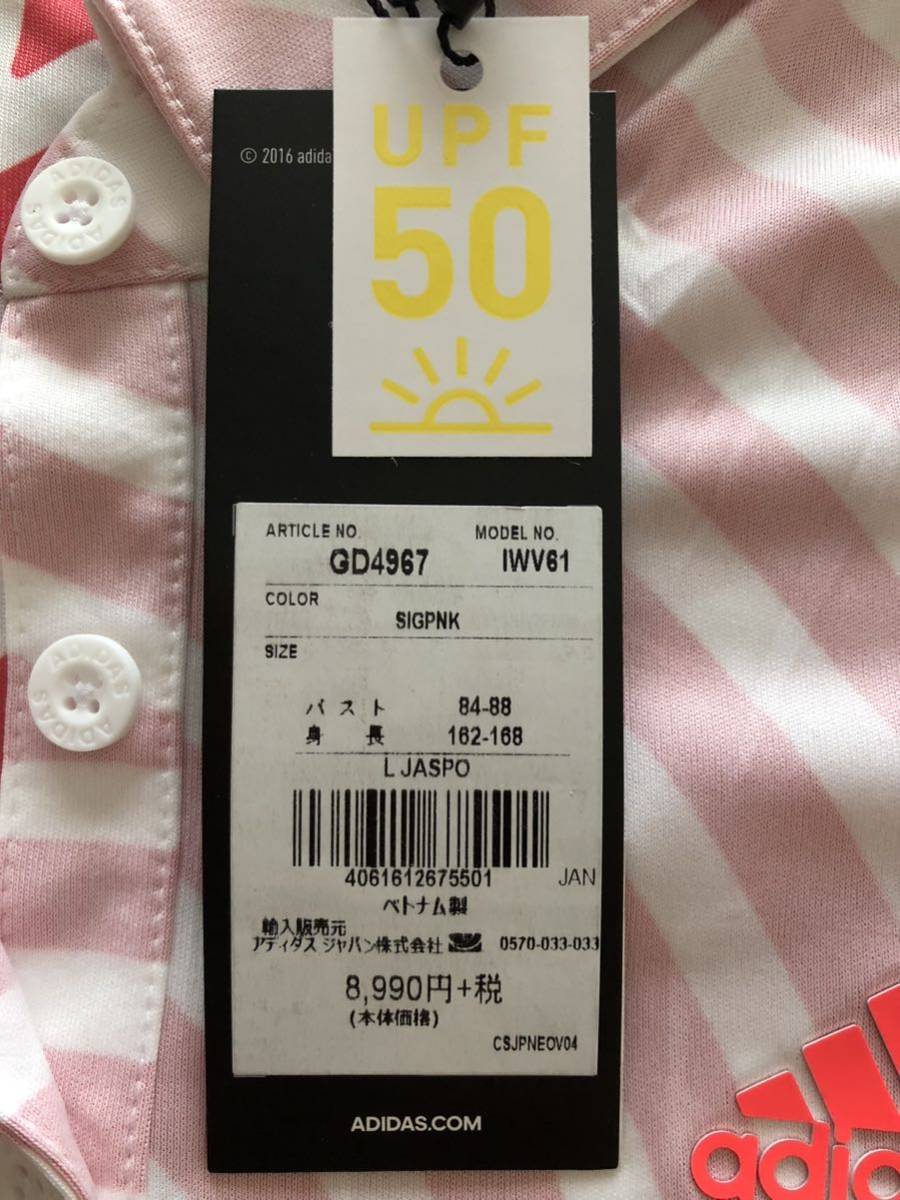 © 2016 adida
UPF
50
ADIDAS ADIDAS
ADIDAS ADIDAS
ARTICLE NO. MODEL NO.
GD4967 IWV61
COLOR
SIGPNK
SIZE
バスト 84-88
身長 162-168
L JASPO
4061612675501 JAN
ベトナム製
輸入販売元
アディダス ジャパン株式会社 0570-033-033
8,990円+税
(本体価格)
CSJPNEOV04
ADIDAS.COM
adid